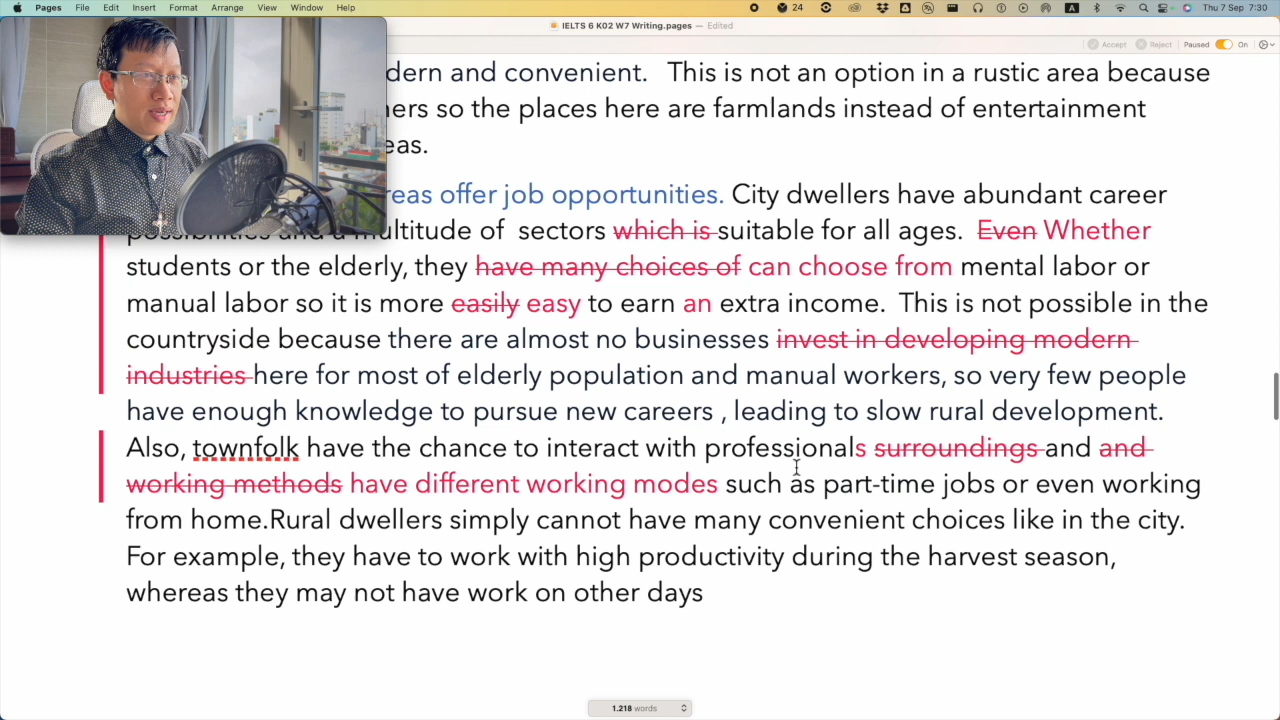 Pages File Edit Insert Format Arrange View Window Help 24 A Thu 7 Sep 7:30
IELTS 6 K02 W7 Writing.pages — Edited
Accept Reject Paused On
dern and convenient. This is not an option in a rustic area because
ners so the places here are farmlands instead of entertainment
eas.
reas offer job opportunities. City dwellers have abundant career
possibilities and a multitude of sectors which is suitable for all ages. Even Whether
students or the elderly, they have many choices of can choose from mental labor or
manual labor so it is more easily easy to earn an extra income. This is not possible in the
countryside because there are almost no businesses invest in developing modern
industries here for most of elderly population and manual workers, so very few people
have enough knowledge to pursue new careers , leading to slow rural development.
Also, townfolk have the chance to interact with professionals surroundings and and
working methods have different working modes such as part-time jobs or even working
from home.Rural dwellers simply cannot have many convenient choices like in the city.
For example, they have to work with high productivity during the harvest season,
whereas they may not have work on other days
1.218 words